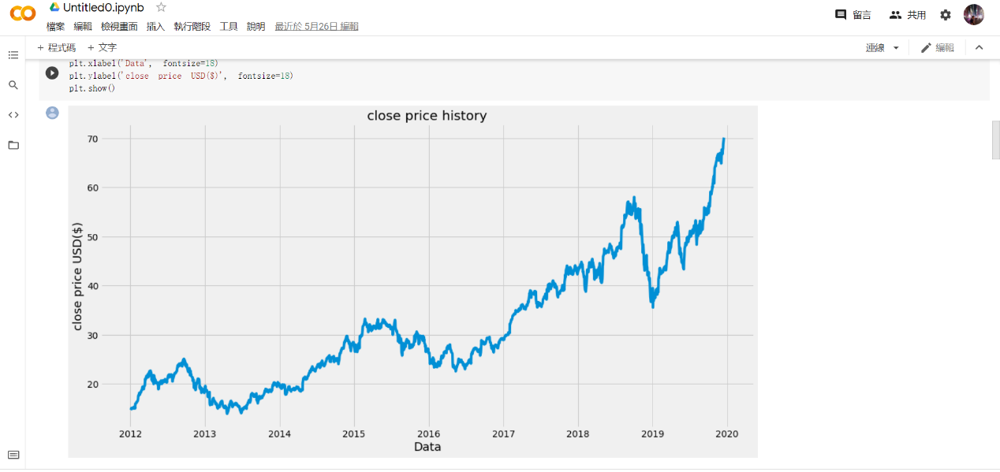 Untitled0.ipynb
檔案 編輯 檢視畫面 插入 執行階段 工具 說明 最近於 5月26日 編輯
留言 共用
+ 程式碼 + 文字
連線 編輯
plt.xlabel('Data', fontsize=18)
plt.ylabel('close price USD($)', fontsize=18)
plt.show()
close price history
70
60
50
40
30
20
close price USD($)
2012 2013 2014 2015 2016 2017 2018 2019 2020
Data